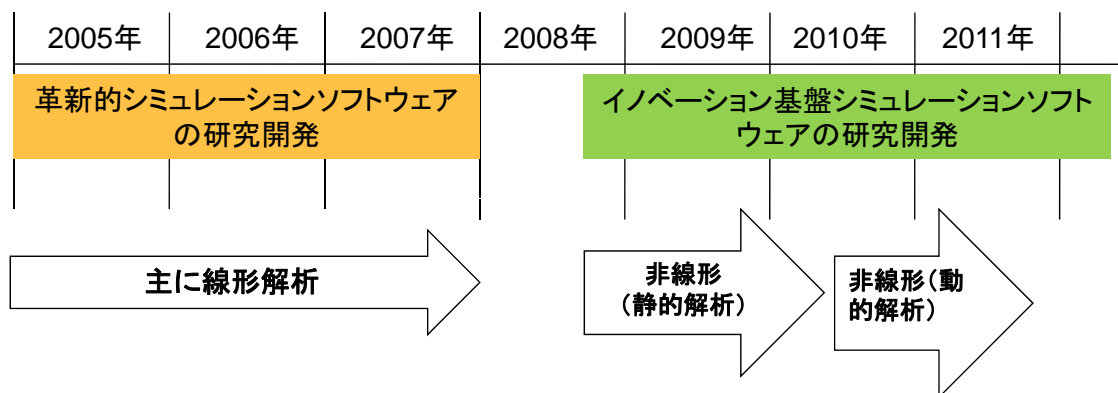 2005年 2006年 2007年 2008年 2009年 2010年 2011年
革新的シミュレーションソフトウェア
の研究開発
イノベーション基盤シミュレーションソフト
ウェアの研究開発
主に線形解析
非線形
(静的解析)
非線形(動
的解析)